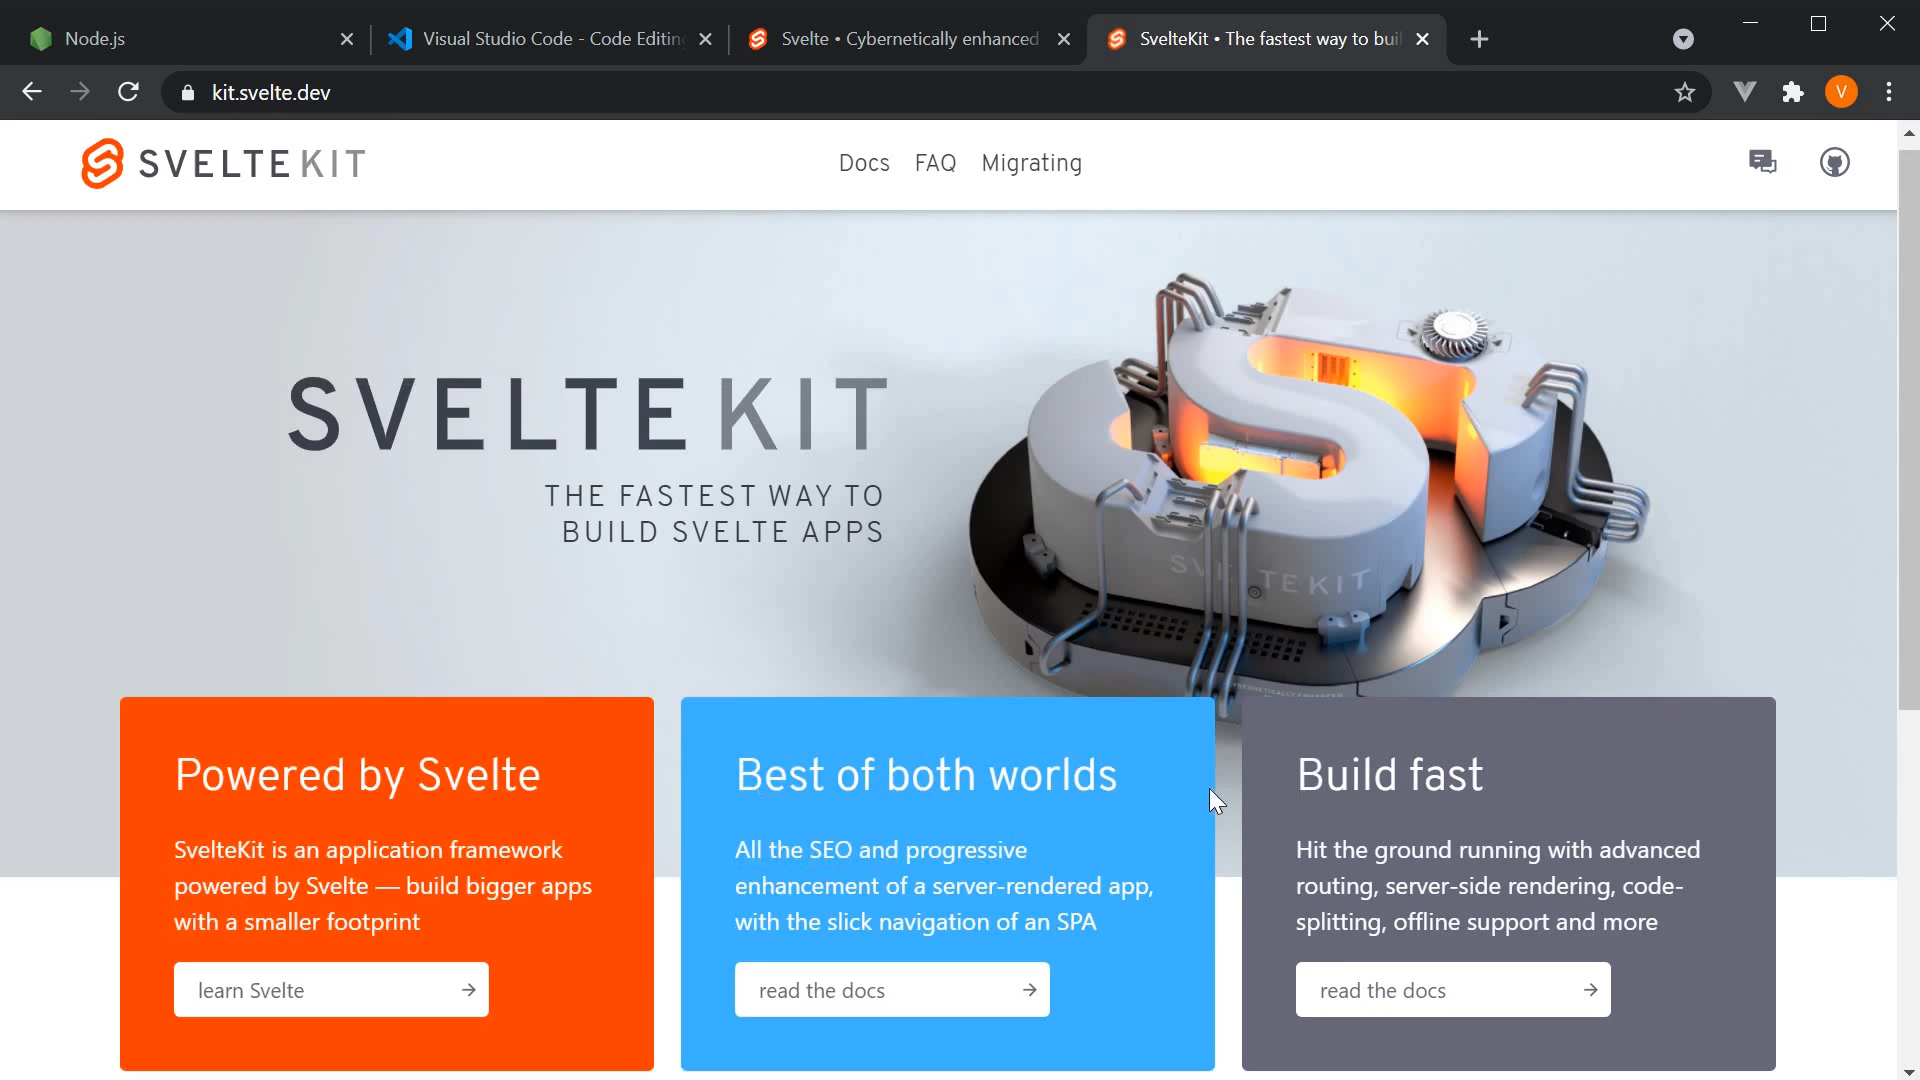 Node.js
Visual Studio Code - Code Editing
Svelte • Cybernetically enhanced
SvelteKit • The fastest way to buil
kit.svelte.dev
V
SVELTEKIT
Docs FAQ Migrating
SVELTEKIT
THE FASTEST WAY TO
BUILD SVELTE APPS
SVELTEKIT
CYBERNETICALLY ENHANCED
Powered by Svelte
SvelteKit is an application framework
powered by Svelte — build bigger apps
with a smaller footprint
learn Svelte
Best of both worlds
All the SEO and progressive
enhancement of a server-rendered app,
with the slick navigation of an SPA
read the docs
Build fast
Hit the ground running with advanced
routing, server-side rendering, code-
splitting, offline support and more
read the docs